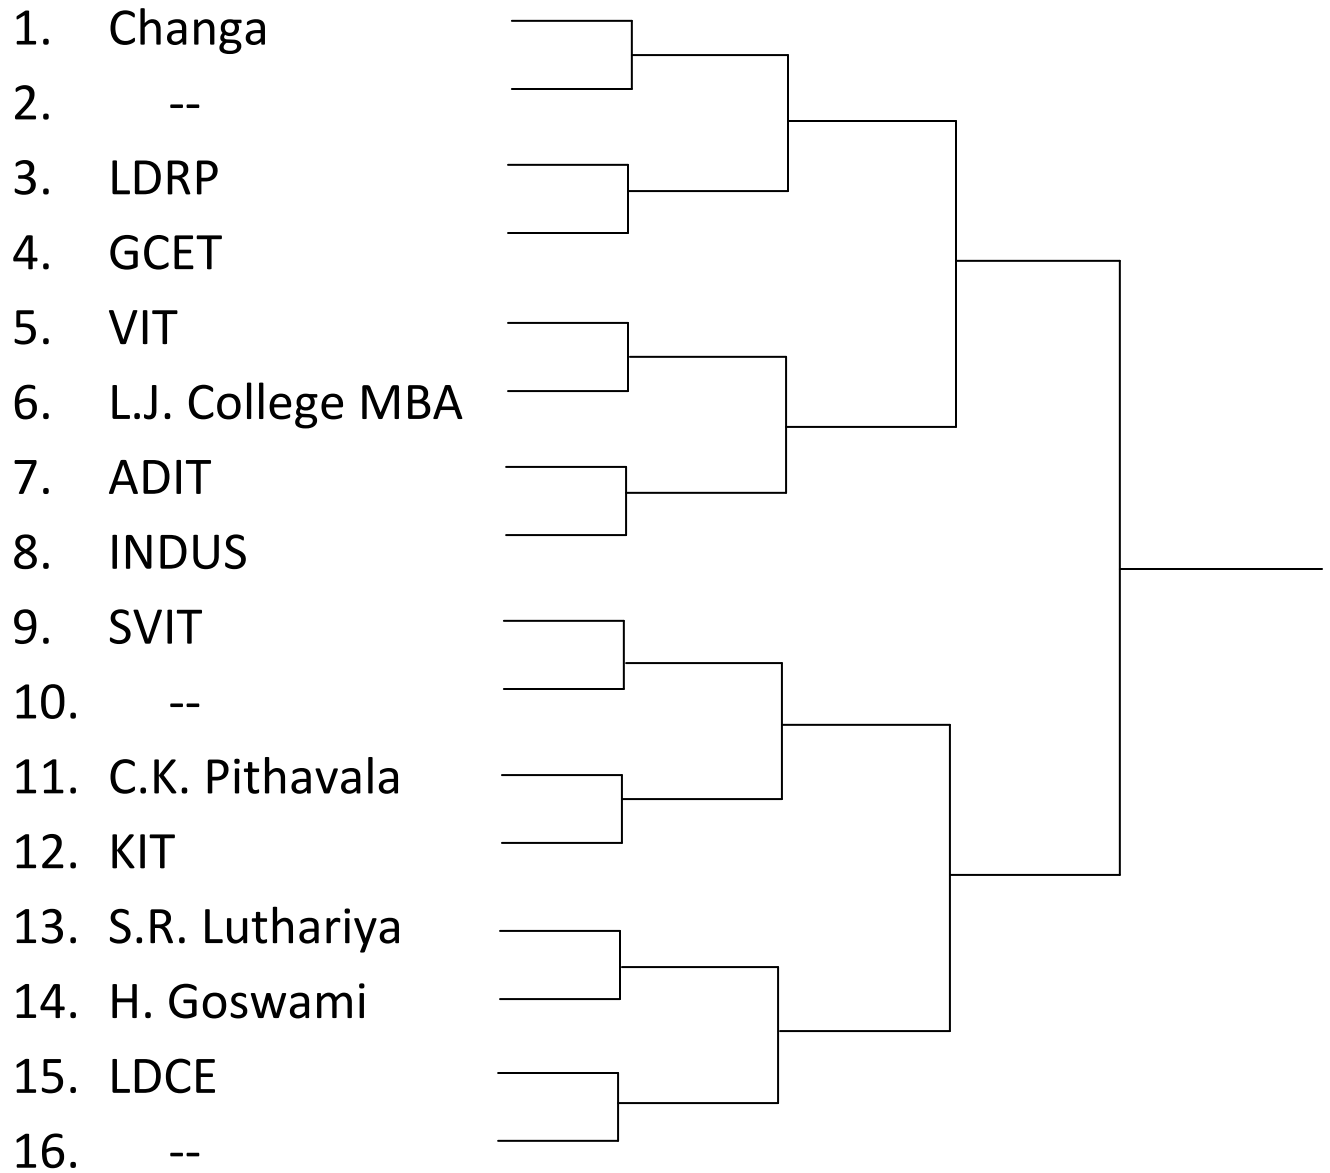 1. Changa
2. --
3. LDRP
4. GCET
5. VIT
6. L.J. College MBA
7. ADIT
8. INDUS
9. SVIT
10. --
11. C.K. Pithavala
12. KIT
13. S.R. Luthariya
14. H. Goswami
15. LDCE
16. --